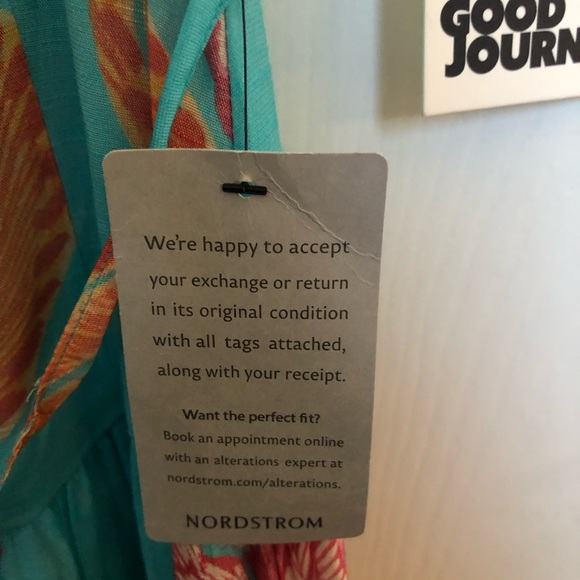 GOOD
JOURN
We're happy to accept
your exchange or return
in its original condition
with all tags attached,
along with your receipt.
Want the perfect fit?
Book an appointment online
with an alterations expert at
nordstrom.com/alterations.
NORDSTROM